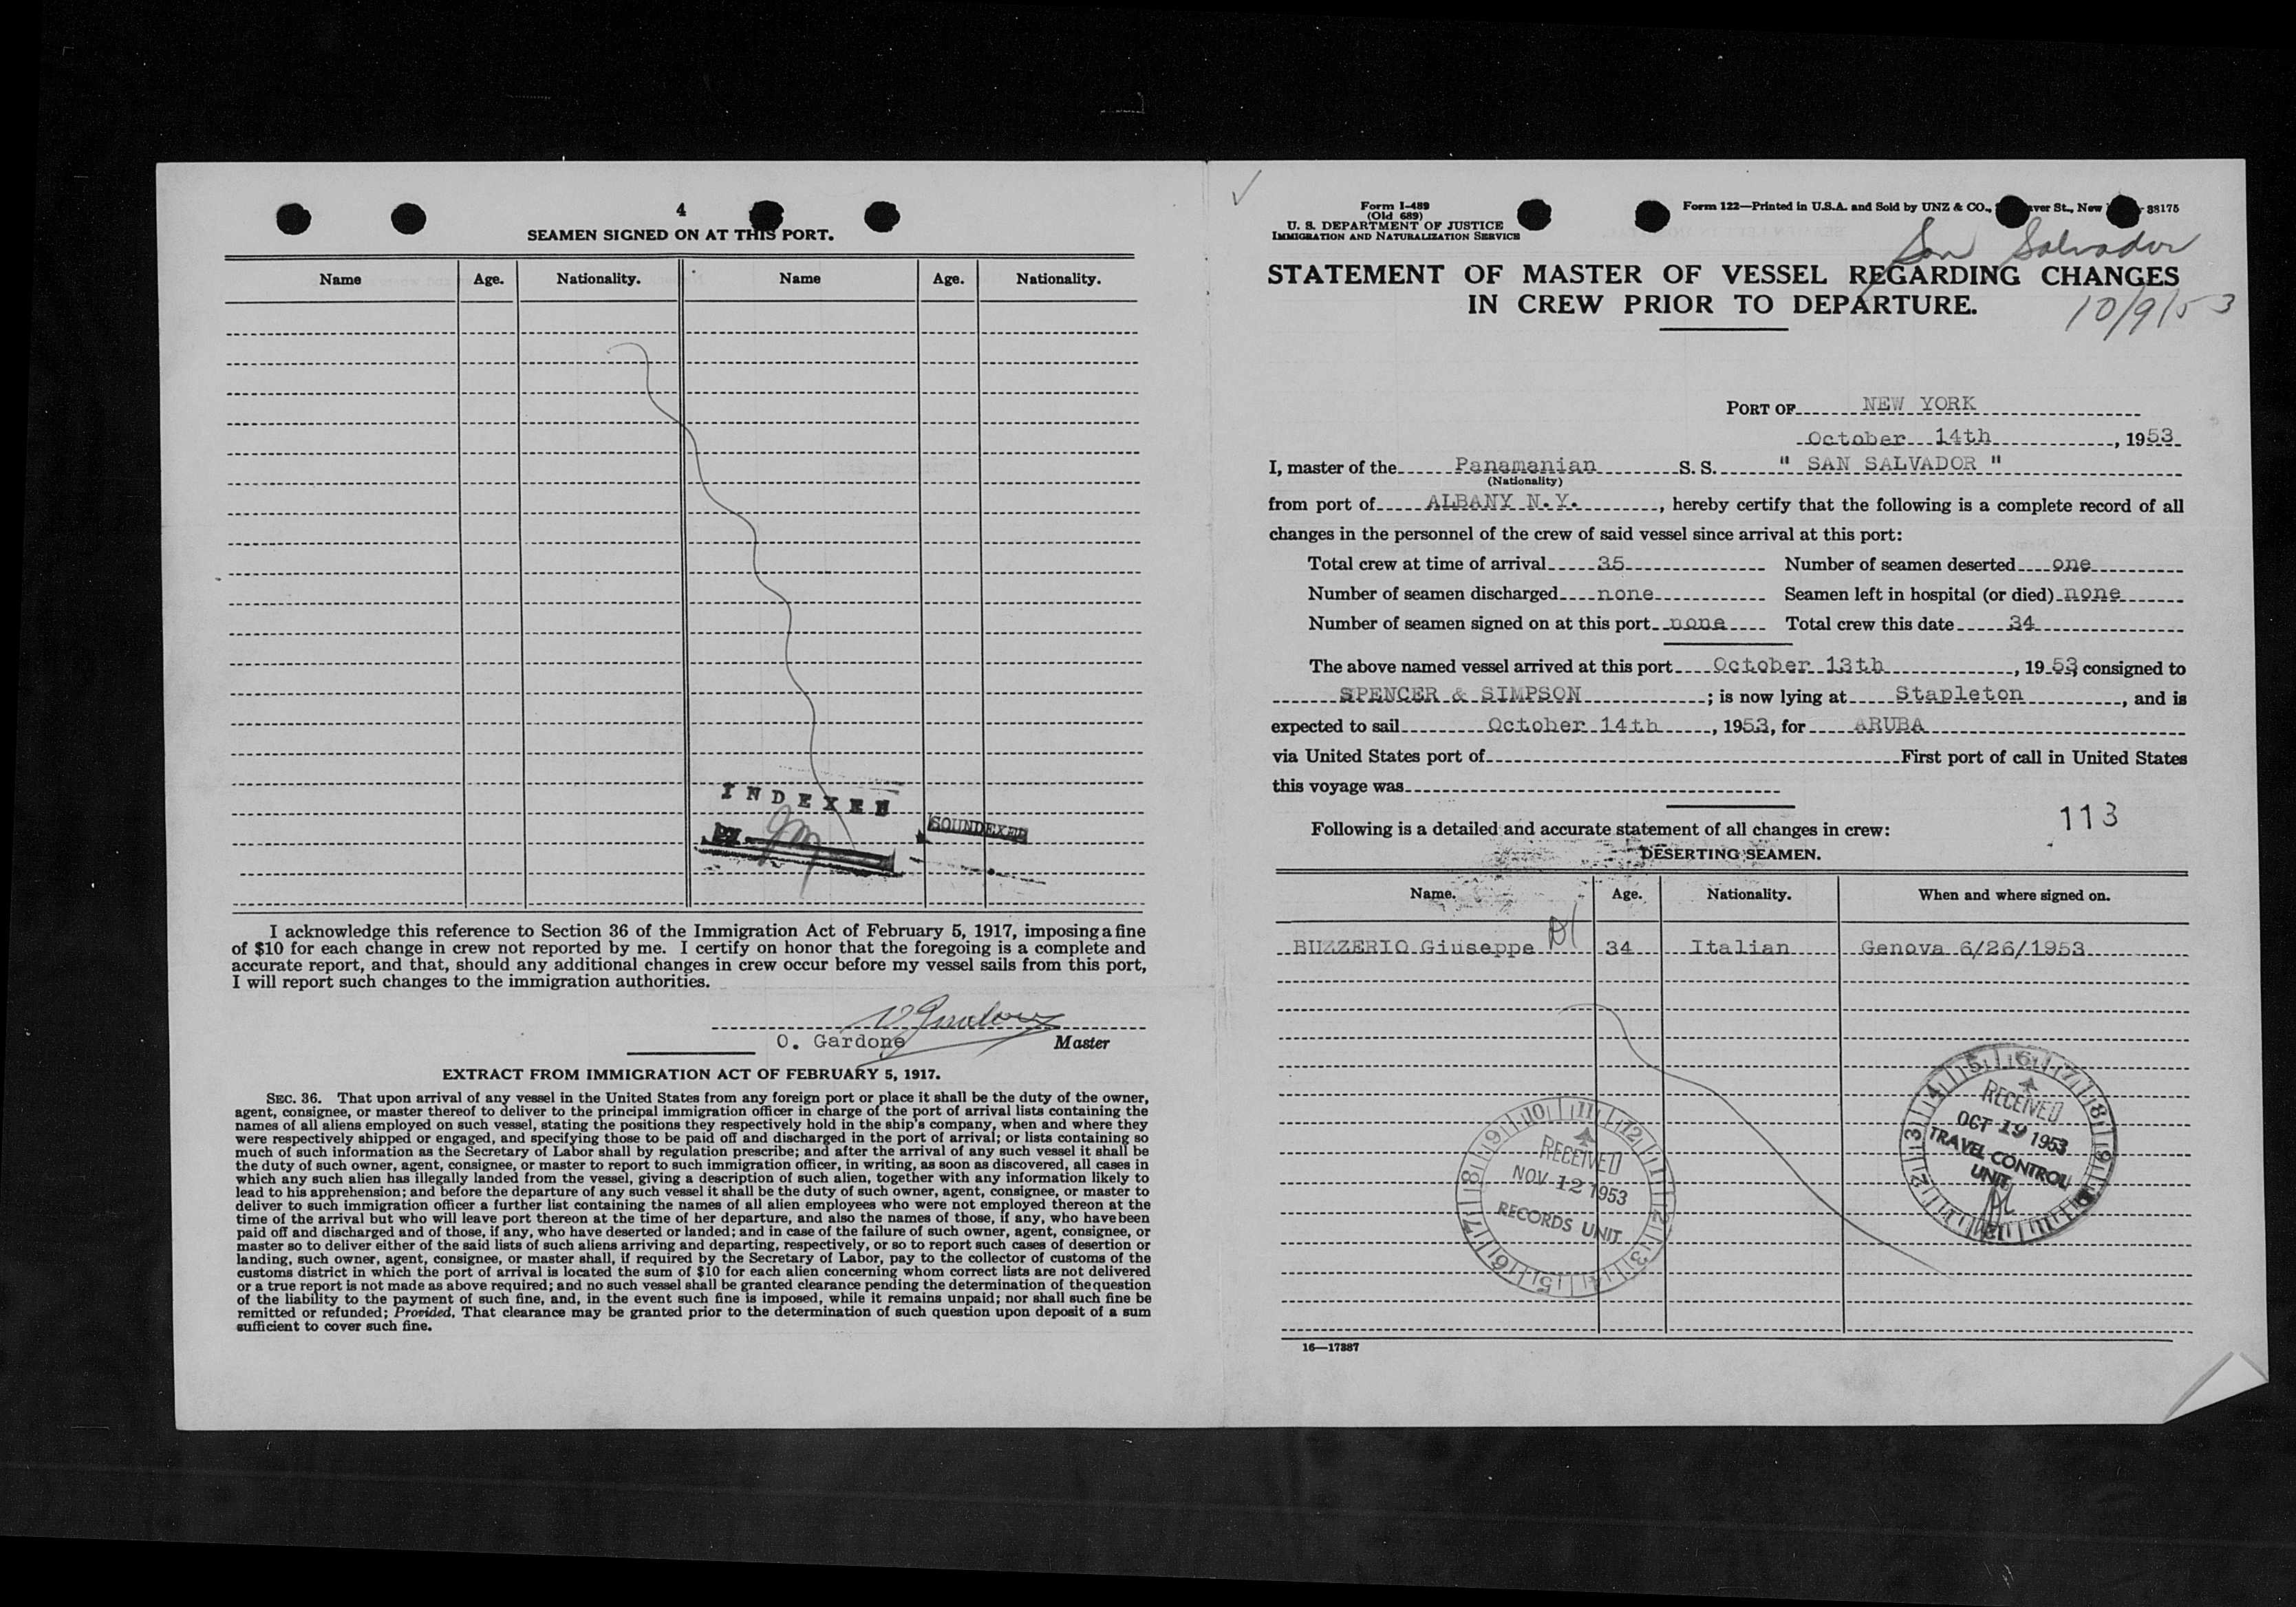 4
SEAMEN SIGNED ON AT THIS PORT.
Name Age. Nationality. Name Age. Nationality.
INDEXED
SOUNDEXED
I acknowledge this reference to Section 36 of the Immigration Act of February 5, 1917, imposing a fine
of $10 for each change in crew not reported by me. I certify on honor that the foregoing is a complete and
accurate report, and that, should any additional changes in crew occur before my vessel sails from this port,
I will report such changes to the immigration authorities.
O. Gardone Master
EXTRACT FROM IMMIGRATION ACT OF FEBRUARY 5, 1917.
SEC. 36. That upon arrival of any vessel in the United States from any foreign port or place it shall be the duty of the owner,
agent, consignee, or master thereof to deliver to the principal immigration officer in charge of the port of arrival lists containing the
names of all aliens employed on such vessel, stating the positions they respectively hold in the ship's company, when and where they
were respectively shipped or engaged, and specifying those to be paid off and discharged in the port of arrival; or lists containing so
much of such information as the Secretary of Labor shall by regulation prescribe; and after the arrival of any such vessel it shall be
the duty of such owner, agent, consignee, or master to report to such immigration officer, in writing, as soon as discovered, all cases in
which any such alien has illegally landed from the vessel, giving a description of such alien, together with any information likely to
lead to his apprehension; and before the departure of any such vessel it shall be the duty of such owner, agent, consignee, or master to
deliver to such immigration officer a further list containing the names of all alien employees who were not employed thereon at the
time of the arrival but who will leave port thereon at the time of her departure, and also the names of those, if any, who have been
paid off and discharged and of those, if any, who have deserted or landed; and in case of the failure of such owner, agent, consignee, or
master so to deliver either of the said lists of such aliens arriving and departing, respectively, or so to report such cases of desertion or
landing, such owner, agent, consignee, or master shall, if required by the Secretary of Labor, pay to the collector of customs of the
customs district in which the port of arrival is located the sum of $10 for each alien concerning whom correct lists are not delivered
or a true report is not made as above required; and no such vessel shall be granted clearance pending the determination of the question
of the liability to the payment of such fine, and, in the event such fine is imposed, while it remains unpaid; nor shall such fine be
remitted or refunded; Provided, That clearance may be granted prior to the determination of such question upon deposit of a sum
sufficient to cover such fine.
Form I-489
(Old 689)
U. S. DEPARTMENT OF JUSTICE
IMMIGRATION AND NATURALIZATION SERVICE
Form 122—Printed in U.S.A. and Sold by UNZ & CO., St., New 38175
San Salvador
STATEMENT OF MASTER OF VESSEL REGARDING CHANGES
IN CREW PRIOR TO DEPARTURE.
10/9/53
PORT OF NEW YORK
October 14th, 1953
I, master of the Panamanian S. S. " SAN SALVADOR "
(Nationality)
from port of ALBANY N.Y., hereby certify that the following is a complete record of all
changes in the personnel of the crew of said vessel since arrival at this port:
Total crew at time of arrival 35 Number of seamen deserted one
Number of seamen discharged none Seamen left in hospital (or died) none
Number of seamen signed on at this port none Total crew this date 34
The above named vessel arrived at this port October 13th, 1953, consigned to
SPENCER & SIMPSON; is now lying at Stapleton, and is
expected to sail October 14th, 1953, for ARUBA
via United States port of First port of call in United States
this voyage was
113
Following is a detailed and accurate statement of all changes in crew:
DESERTING SEAMEN.
Name. Age. Nationality. When and where signed on.
BUZZERIO Giuseppe 34 Italian Genova 6/26/1953
RECEIVED
OCT 19 1953
TRAVEL CONTROL
UNIT
RECEIVED
NOV 12 1953
RECORDS UNIT
16—17387